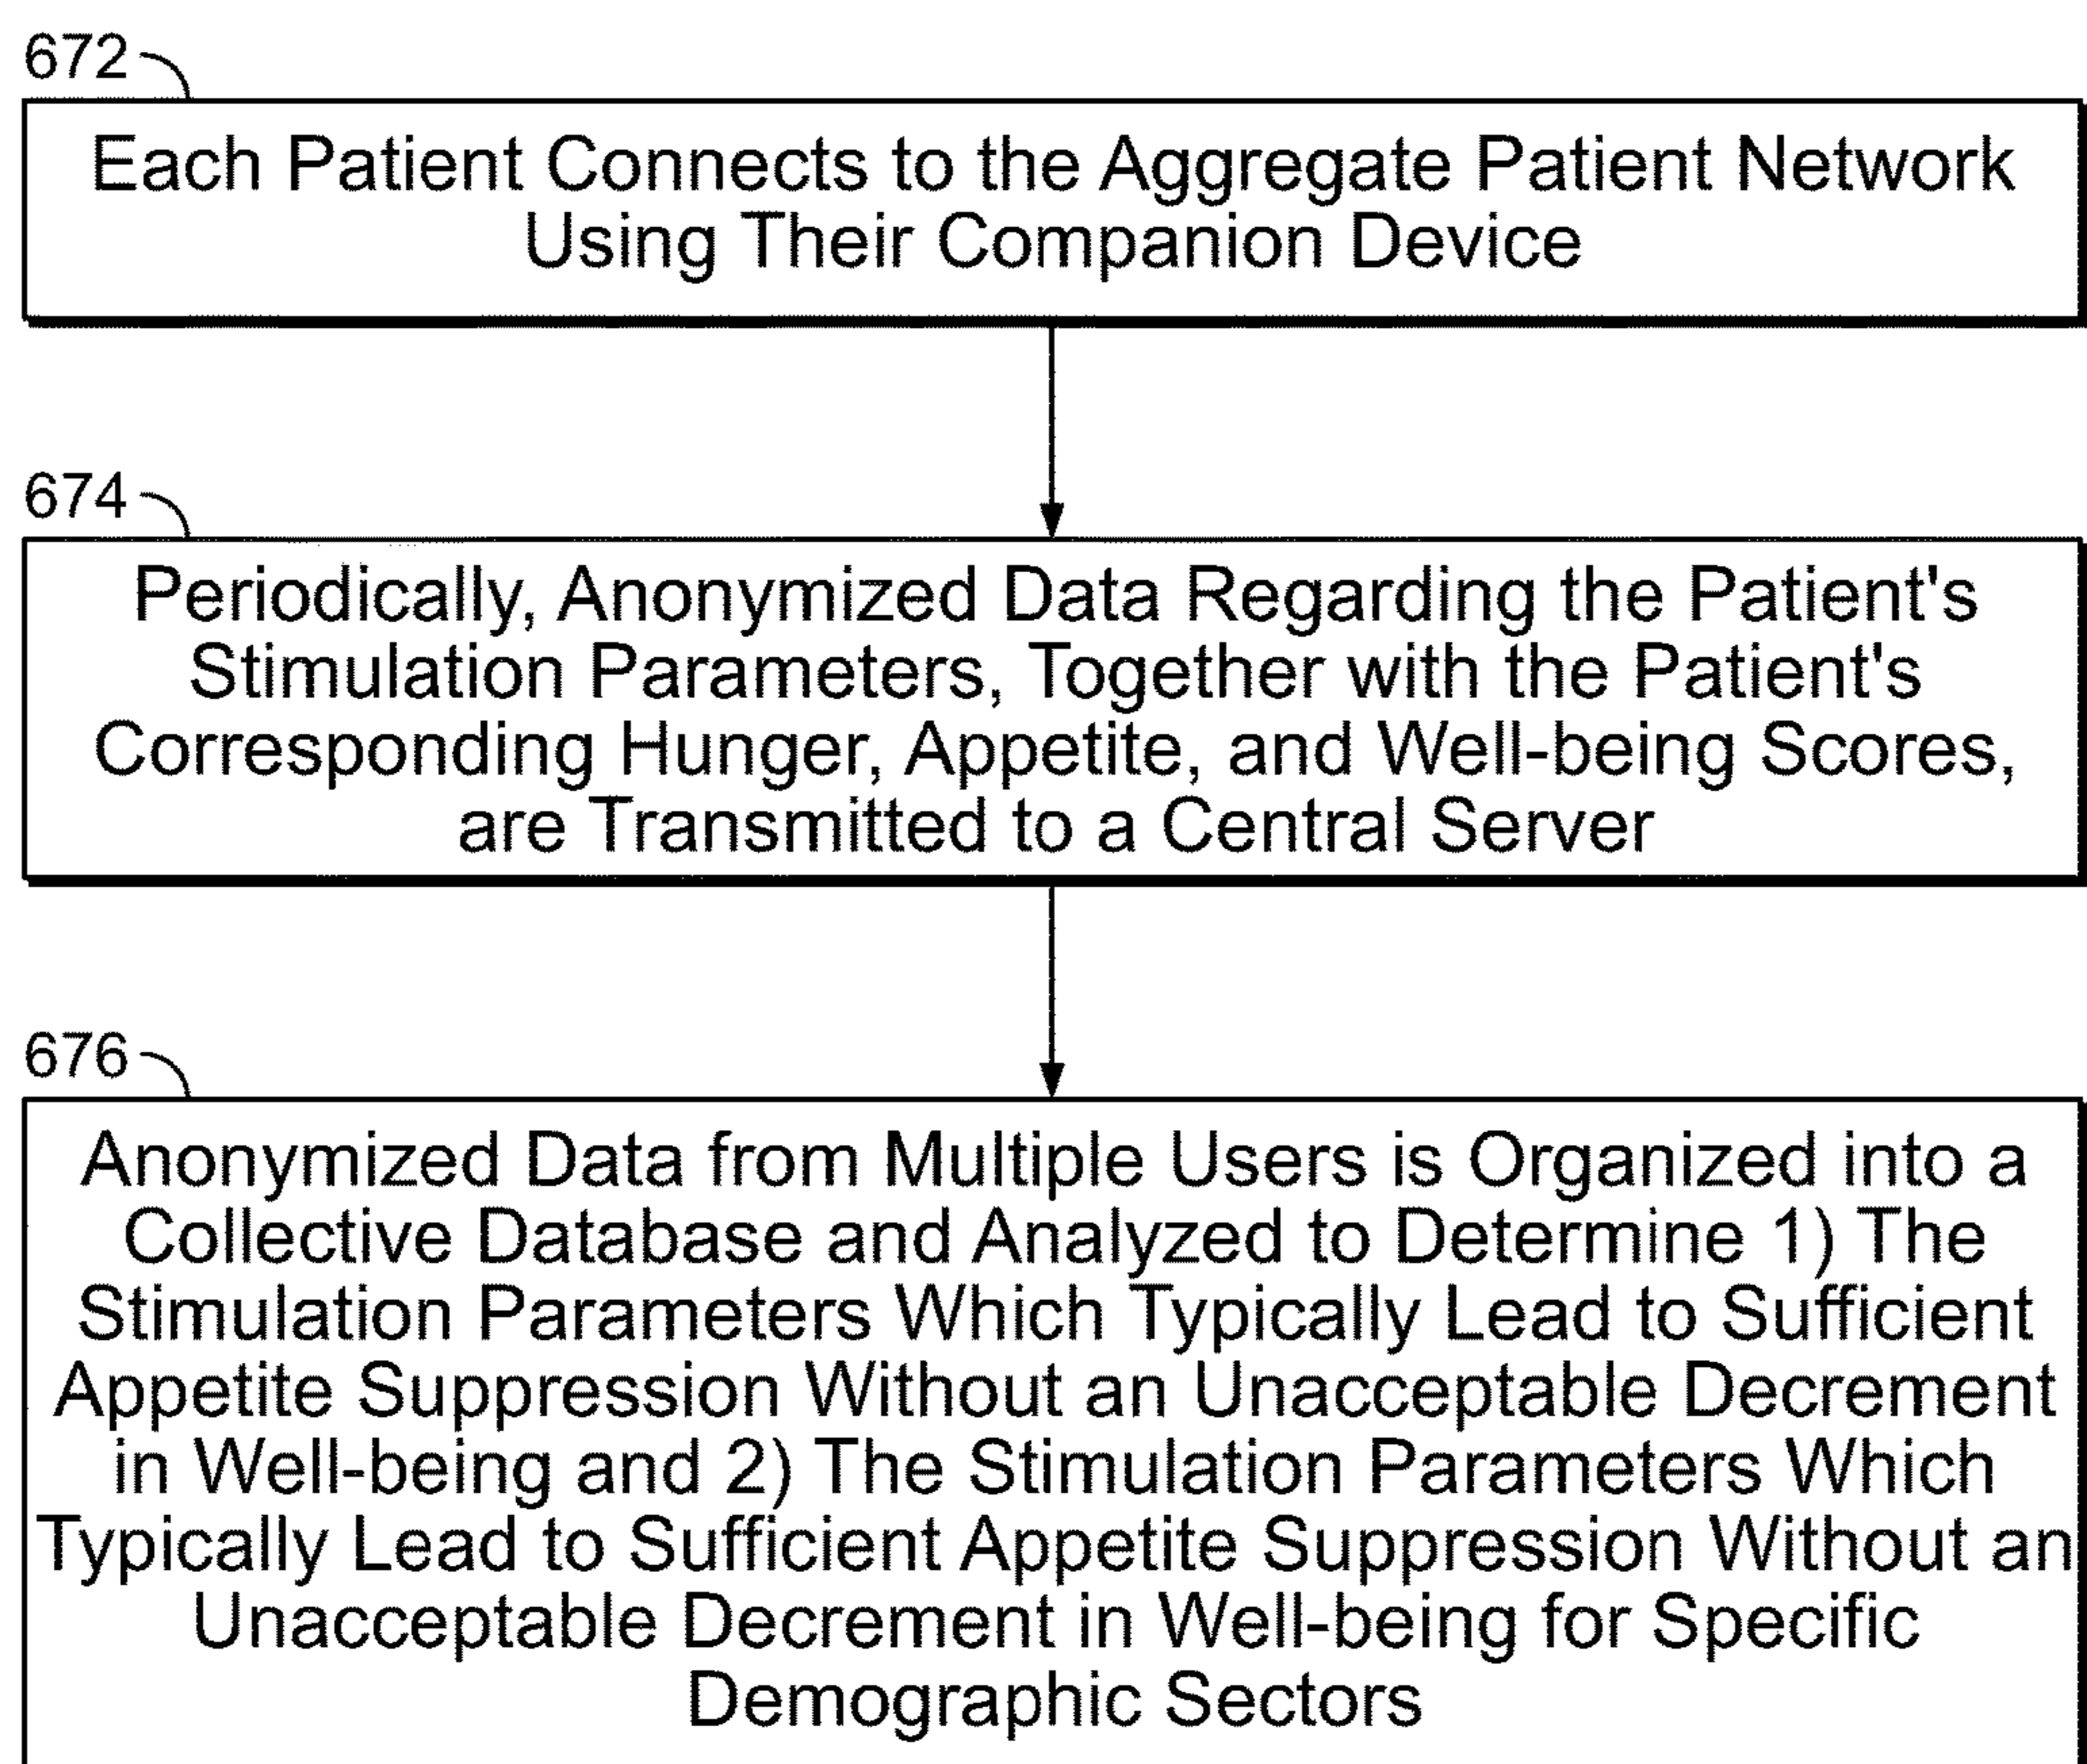 672
Each Patient Connects to the Aggregate Patient Network
Using Their Companion Device
674
Periodically, Anonymized Data Regarding the Patient's
Stimulation Parameters, Together with the Patient's
Corresponding Hunger, Appetite, and Well-being Scores,
are Transmitted to a Central Server
676
Anonymized Data from Multiple Users is Organized into a
Collective Database and Analyzed to Determine 1) The
Stimulation Parameters Which Typically Lead to Sufficient
Appetite Suppression Without an Unacceptable Decrement
in Well-being and 2) The Stimulation Parameters Which
Typically Lead to Sufficient Appetite Suppression Without an
Unacceptable Decrement in Well-being for Specific
Demographic Sectors